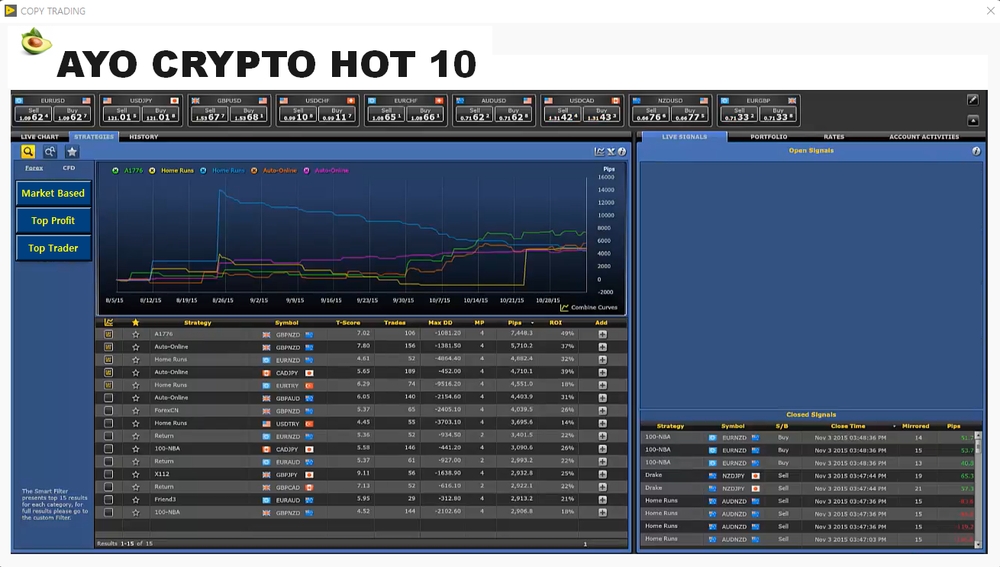 COPY TRADING
AYO CRYPTO HOT 10
EURUSD USDJPY GBPUSD USDCHF EURCHF AUDUSD USDCAD NZDUSD EURGBP
Sell Buy Sell Buy Sell Buy Sell Buy Sell Buy Sell Buy Sell Buy Sell Buy Sell Buy
1.09 62 4 1.09 62 7 121.01 5 121.01 8 1.53 67 7 1.53 68 1 0.99 10 8 0.99 11 7 1.08 65 1 1.08 66 1 0.71 62 2 0.71 62 8 1.31 42 4 1.31 43 3 0.66 76 6 0.66 77 5 0.71 33 2 0.71 33 8
LIVE CHART STRATEGIES HISTORY
Forex CFD
Market Based
Top Profit
Top Trader
The Smart Filter
presents top 15 results
for each category, for
full results please go to
the custom Filter.
A1776 Home Runs Home Runs Auto-Online Auto-Online
Pips
16000
14000
12000
10000
8000
6000
4000
2000
0
-2000
8/5/15 8/12/15 8/19/15 8/26/15 9/2/15 9/9/15 9/16/15 9/23/15 9/30/15 10/7/15 10/14/15 10/21/15 10/28/15
Combine Curves
Strategy Symbol T-Score Trades Max DD MP Pips ROI Add
A1776 GBPNZD 7.02 106 -1081.20 4 7,448.3 49%
Auto-Online GBPNZD 7.80 156 -1381.50 4 5,710.2 37%
Home Runs EURNZD 4.61 52 -4864.40 4 4,882.4 32%
Auto-Online CADJPY 5.65 189 -452.00 4 4,710.1 39%
Home Runs EURTRY 6.29 74 -9516.20 4 4,551.0 18%
Auto-Online GBPAUD 6.05 140 -2154.60 4 4,403.9 31%
ForexCN GBPNZD 5.37 65 -2405.10 4 4,039.5 26%
Home Runs USDTRY 4.45 55 -3703.10 4 3,695.6 14%
Return EURNZD 5.36 52 -934.50 2 3,401.5 22%
100-NBA CADJPY 5.58 146 -441.20 4 3,090.6 26%
Return EURAUD 5.37 61 -927.00 2 2,993.2 22%
X112 GBPJPY 9.11 56 -1638.90 4 2,932.8 25%
Return GBPCAD 7.13 52 -616.10 2 2,922.1 22%
Friend3 EURAUD 5.95 29 -312.80 4 2,913.2 21%
100-NBA GBPNZD 4.52 144 -2102.60 4 2,906.8 18%
Results 1-15 of 15 1
LIVE SIGNALS PORTFOLIO RATES ACCOUNT ACTIVITIES
Open Signals
Closed Signals
Strategy Symbol S/B Close Time Mirrored Pips
100-NBA EURNZD Buy Nov 3 2015 03:48:36 PM 14
100-NBA EURNZD Buy Nov 3 2015 03:48:36 PM 15 53.7
100-NBA EURNZD Buy Nov 3 2015 03:48:36 PM 13 40.8
Drake NZDJPY Sell Nov 3 2015 03:47:44 PM 19 65.3
Drake NZDJPY Sell Nov 3 2015 03:47:44 PM 21 57.3
Home Runs AUDNZD Sell Nov 3 2015 03:47:36 PM 15
Home Runs AUDNZD Sell Nov 3 2015 03:47:36 PM 15
Home Runs AUDNZD Sell Nov 3 2015 03:47:36 PM 15
Home Runs AUDNZD Sell Nov 3 2015 03:47:03 PM 15